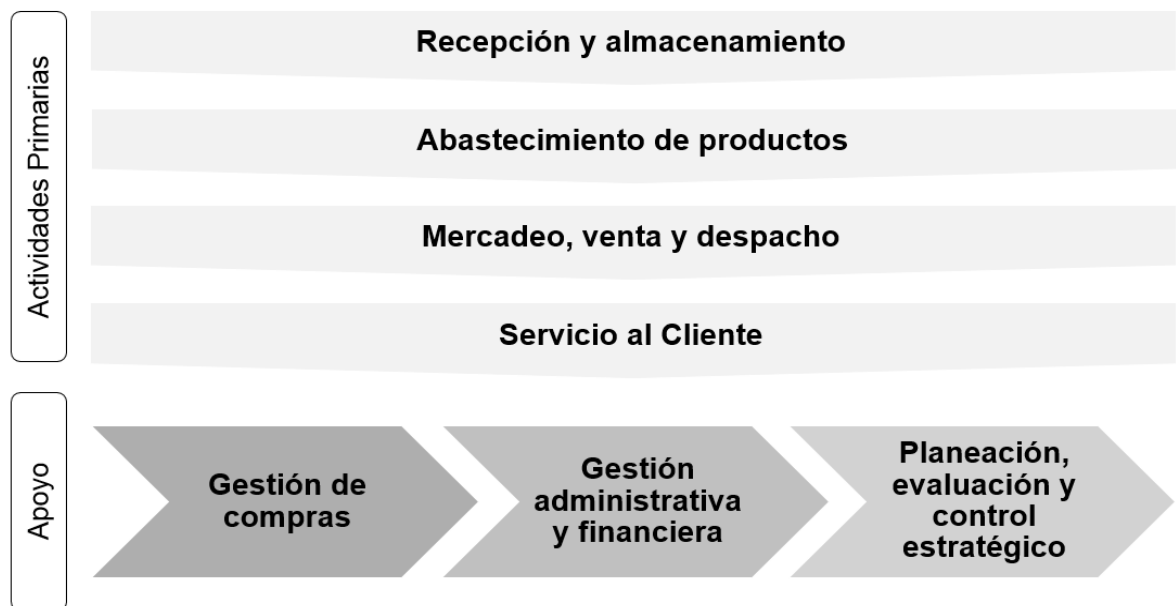 Actividades Primarias
Recepción y almacenamiento
Abastecimiento de productos
Mercadeo, venta y despacho
Servicio al Cliente
Apoyo
Gestión de
compras
Gestión
administrativa
y financiera
Planeación,
evaluación y
control
estratégico